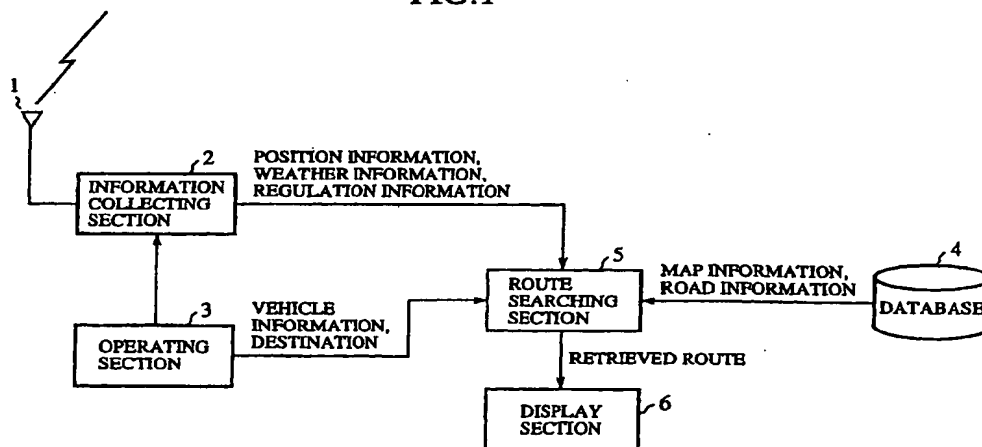 FIG.1
1
2
INFORMATION
COLLECTING
SECTION
POSITION INFORMATION,
WEATHER INFORMATION,
REGULATION INFORMATION
3
OPERATING
SECTION
VEHICLE
INFORMATION,
DESTINATION
5
ROUTE
SEARCHING
SECTION
MAP INFORMATION,
ROAD INFORMATION
4
DATABASE
RETRIEVED ROUTE
DISPLAY
SECTION
6